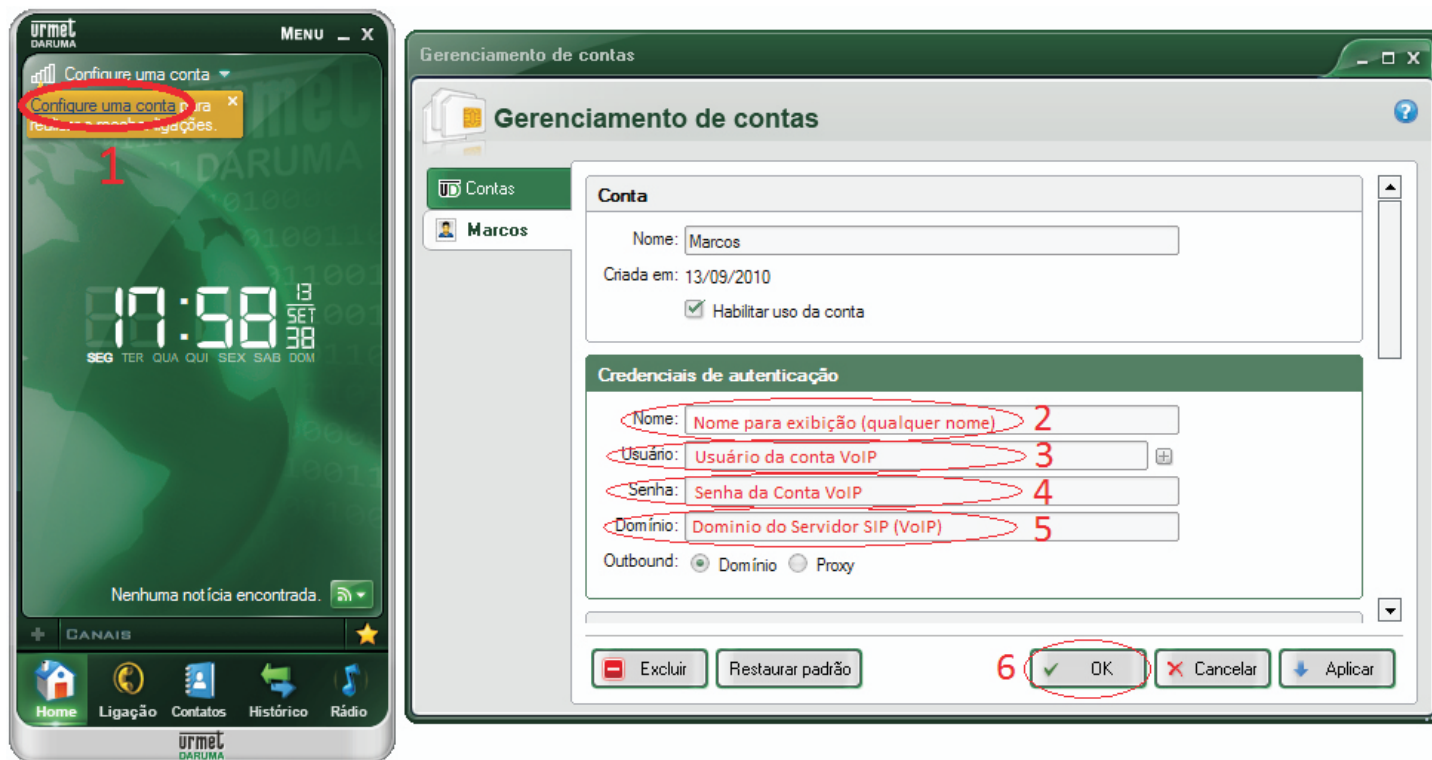 urmet
DARUMA
MENU _ X
Configure uma conta
Configure uma conta para
realizar e receber ligações.
1
urmet
DARUMA
17:58
13
SET
38
SEG TER QUA QUI SEX SAB DOM
Nenhuma notícia encontrada.
+ CANAIS
Home Ligação Contatos Histórico Rádio
urmet
DARUMA
Gerenciamento de contas
Gerenciamento de contas
?
UD Contas
Marcos
Conta
Nome: Marcos
Criada em: 13/09/2010
Habilitar uso da conta
Credenciais de autenticação
Nome: Nome para exibição (qualquer nome) 2
Usuário: Usuário da conta VoIP 3
Senha: Senha da Conta VoIP 4
Domínio: Dominio do Servidor SIP (VoIP) 5
Outbound: Domínio Proxy
Excluir Restaurar padrão 6 OK Cancelar Aplicar